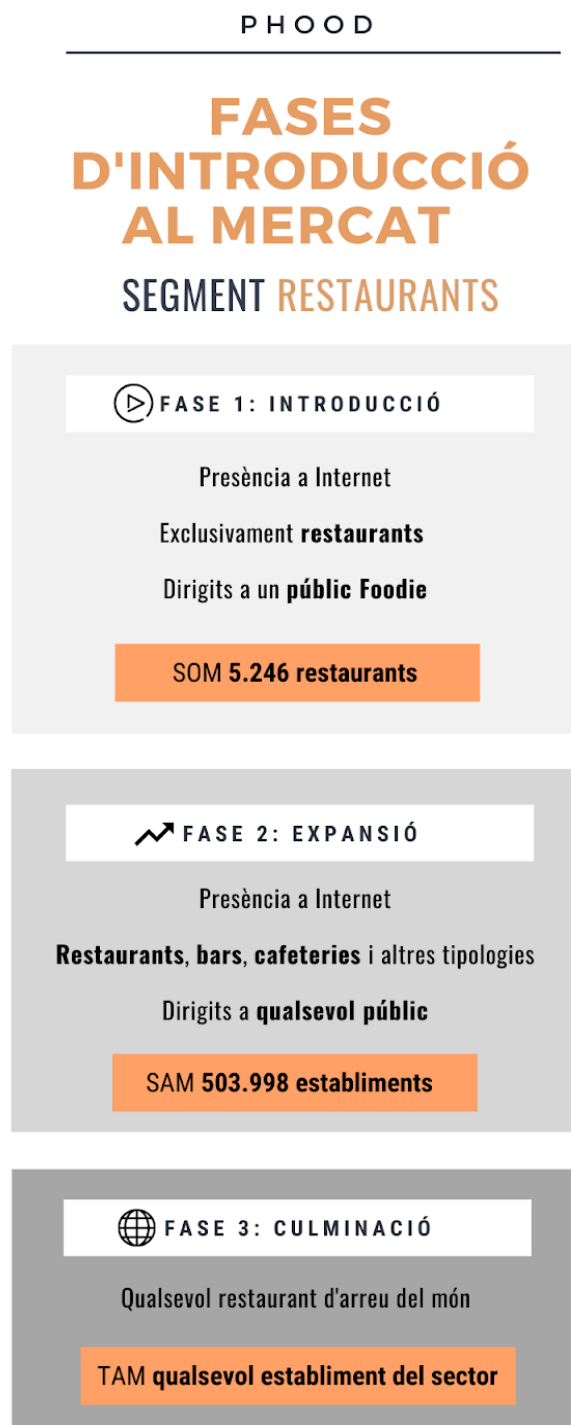 PHOOD
FASES
D'INTRODUCCIÓ
AL MERCAT
SEGMENT RESTAURANTS
FASE 1: INTRODUCCIÓ
Presència a Internet
Exclusivament restaurants
Dirigits a un públic Foodie
SOM 5.246 restaurants
FASE 2: EXPANSIÓ
Presència a Internet
Restaurants, bars, cafeteries i altres tipologies
Dirigits a qualsevol públic
SAM 503.998 establiments
FASE 3: CULMINACIÓ
Qualsevol restaurant d'arreu del món
TAM qualsevol establiment del sector